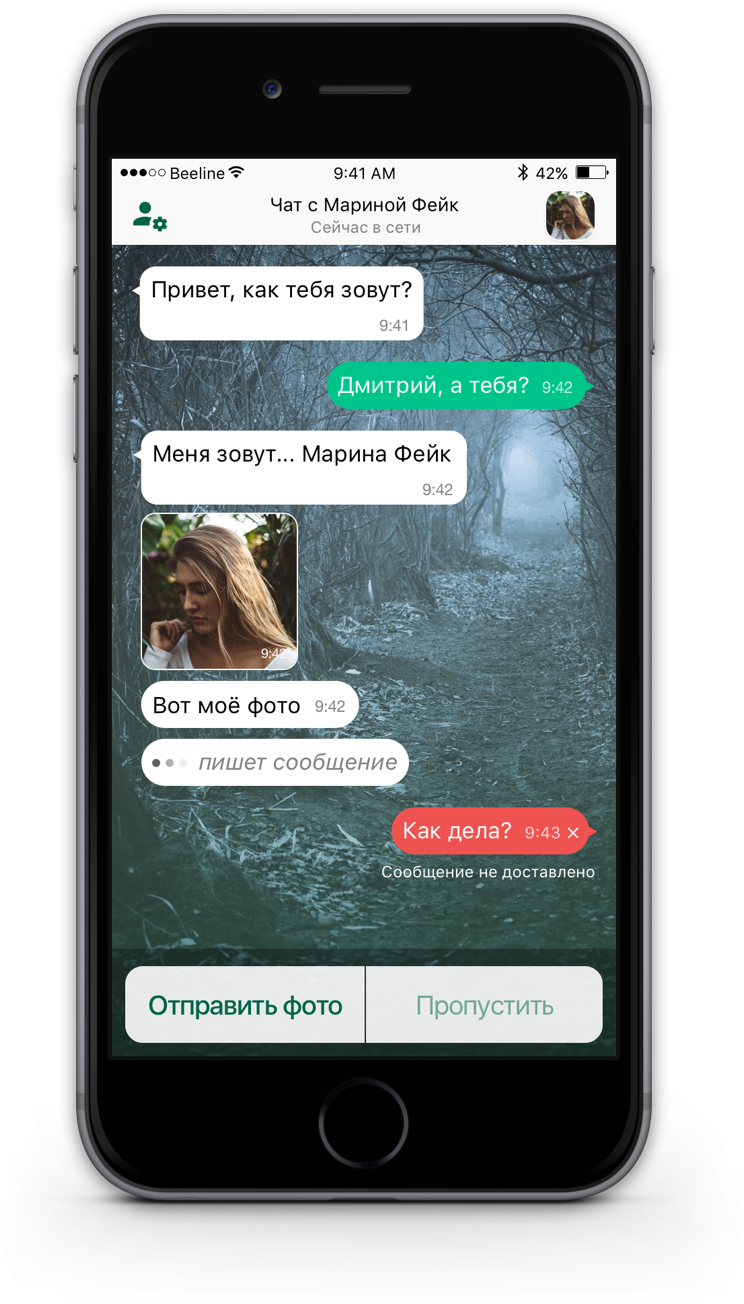 Beeline 9:41 AM 42%
Чат с Мариной Фейк
Сейчас в сети
Привет, как тебя зовут?
9:41
Дмитрий, а тебя? 9:42
Меня зовут... Марина Фейк
9:42
9:42
Вот моё фото 9:42
пишет сообщение
Как дела? 9:43 ×
Сообщение не доставлено
Отправить фото Пропустить